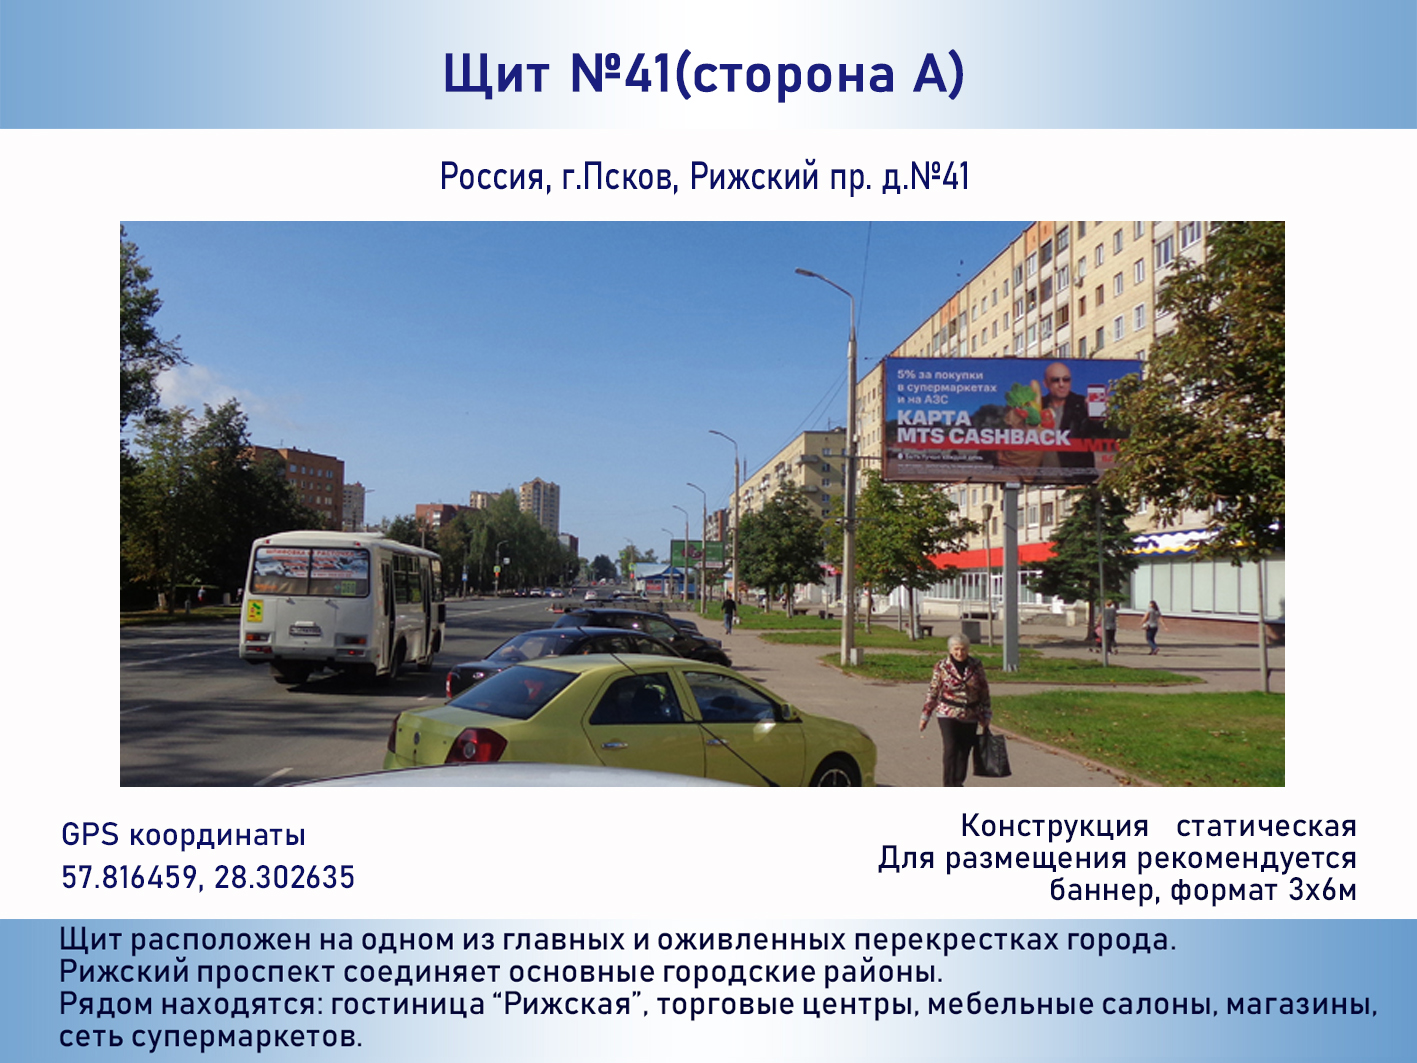 Щит №41(сторона А)
Россия, г.Псков, Рижский пр. д.№41
5% за покупки
в супермаркетах
и на АЗС
КАРТА
MTS CASHBACK
GPS координаты
57.816459, 28.302635
Конструкция статическая
Для размещения рекомендуется
баннер, формат 3х6м
Щит расположен на одном из главных и оживленных перекрестках города.
Рижский проспект соединяет основные городские районы.
Рядом находятся: гостиница “Рижская”, торговые центры, мебельные салоны, магазины,
сеть супермаркетов.